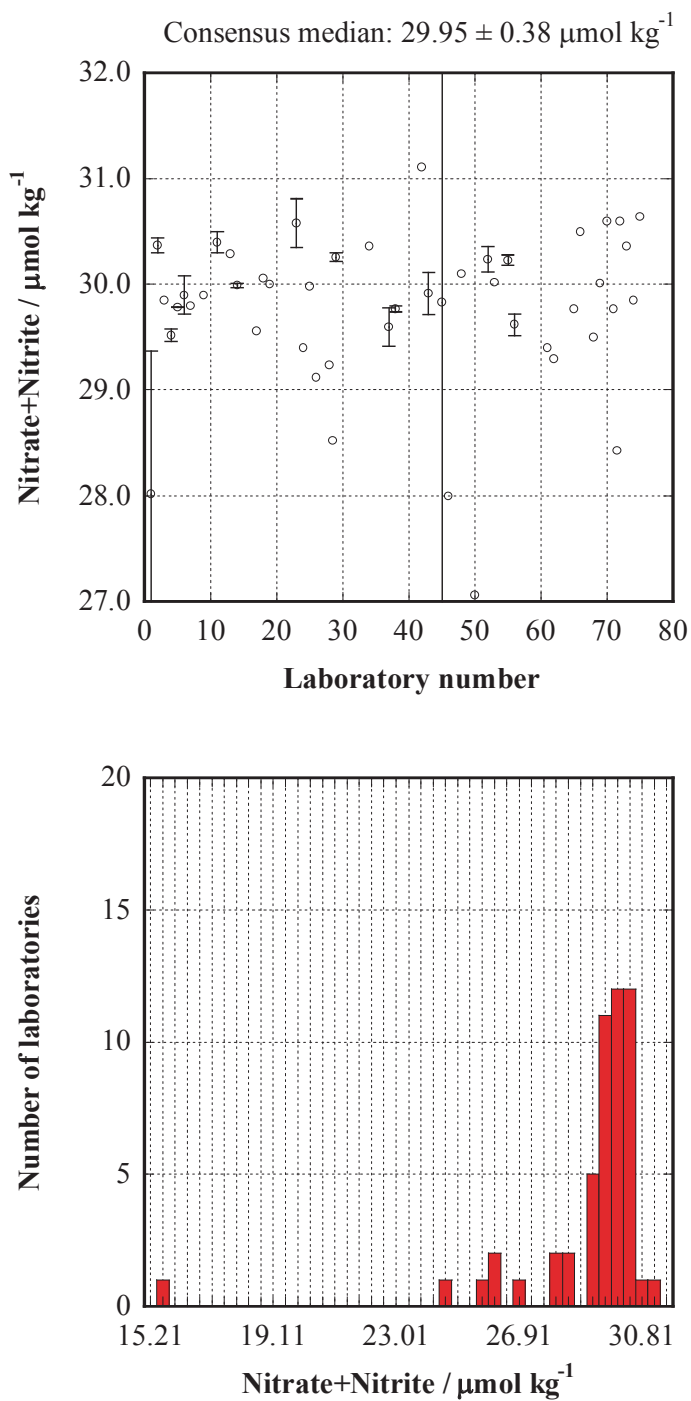 Consensus median: 29.95 ± 0.38 μmol kg⁻¹
Nitrate+Nitrite / μmol kg⁻¹
32.0
31.0
30.0
29.0
28.0
27.0
0 10 20 30 40 50 60 70 80
Laboratory number
Number of laboratories
20
15
10
5
0
15.21 19.11 23.01 26.91 30.81
Nitrate+Nitrite / μmol kg⁻¹